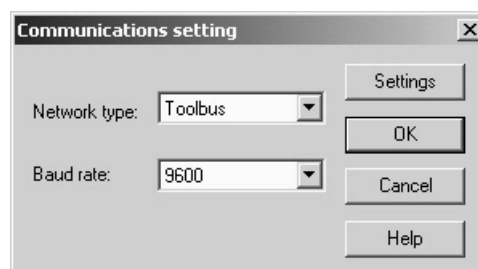 Communications setting
Settings
Network type:
Toolbus
OK
Baud rate:
9600
Cancel
Help